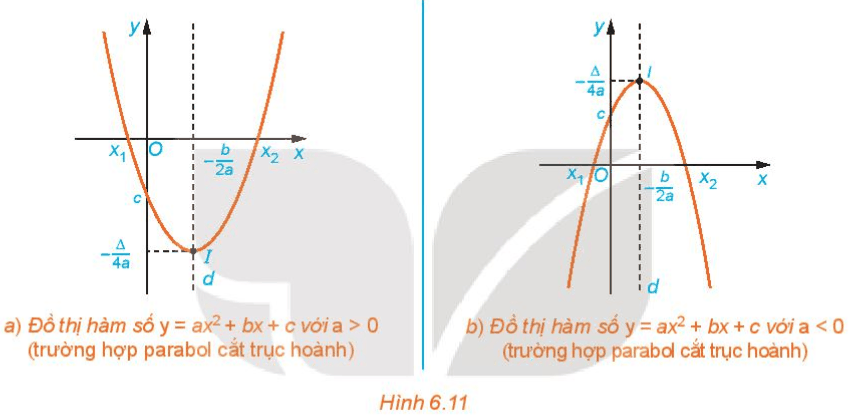 y
x₁
O
-b/2a
x₂
x
c
-Δ/4a
I
d
a) Đồ thị hàm số y = ax² + bx + c với a > 0
(trường hợp parabol cắt trục hoành)
y
-Δ/4a
I
c
x₁
O
-b/2a
x₂
x
d
b) Đồ thị hàm số y = ax² + bx + c với a < 0
(trường hợp parabol cắt trục hoành)
Hình 6.11